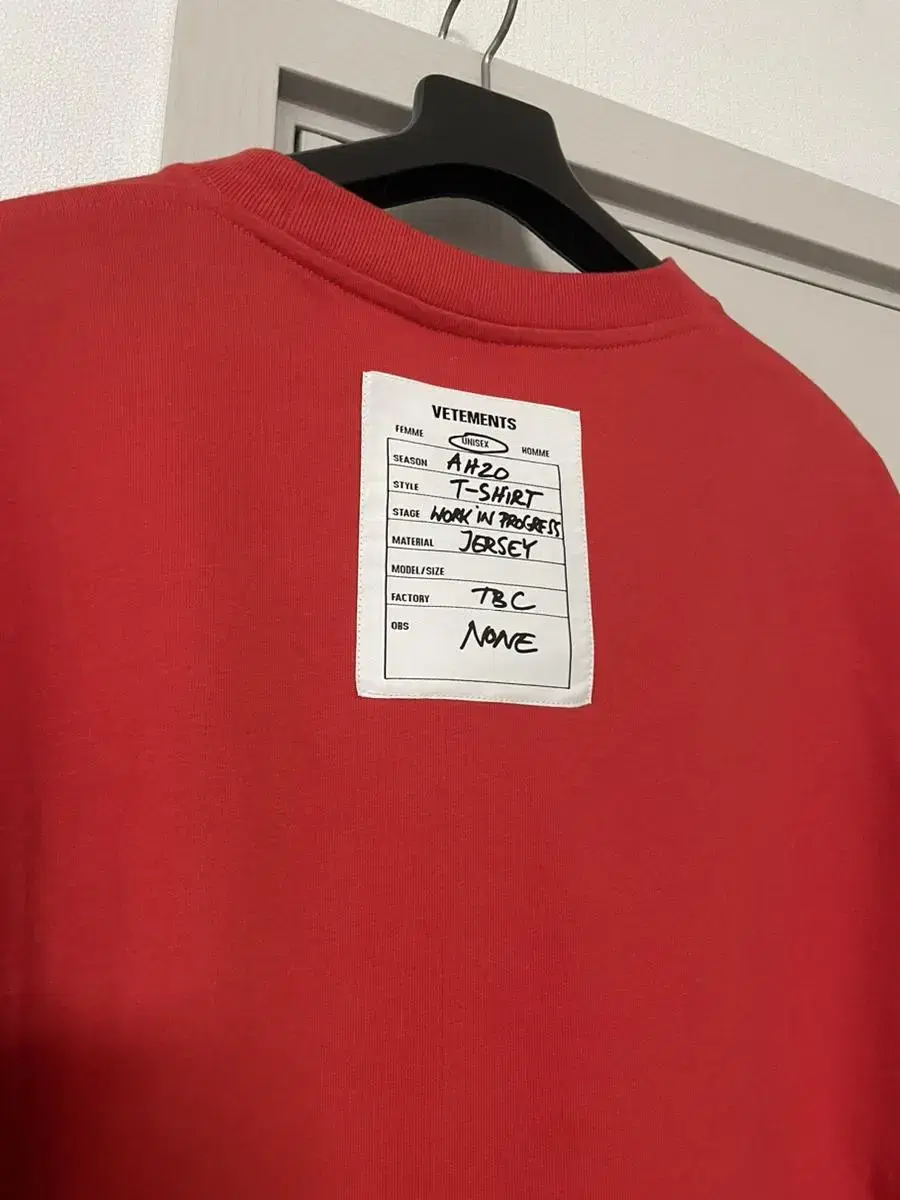 VETEMENTS
FEMME UNISEX HOMME
SEASON AH20
STYLE T-SHIRT
STAGE WORK IN PROGRESS
MATERIAL JERSEY
MODEL/SIZE
FACTORY TBC
OBS NONE